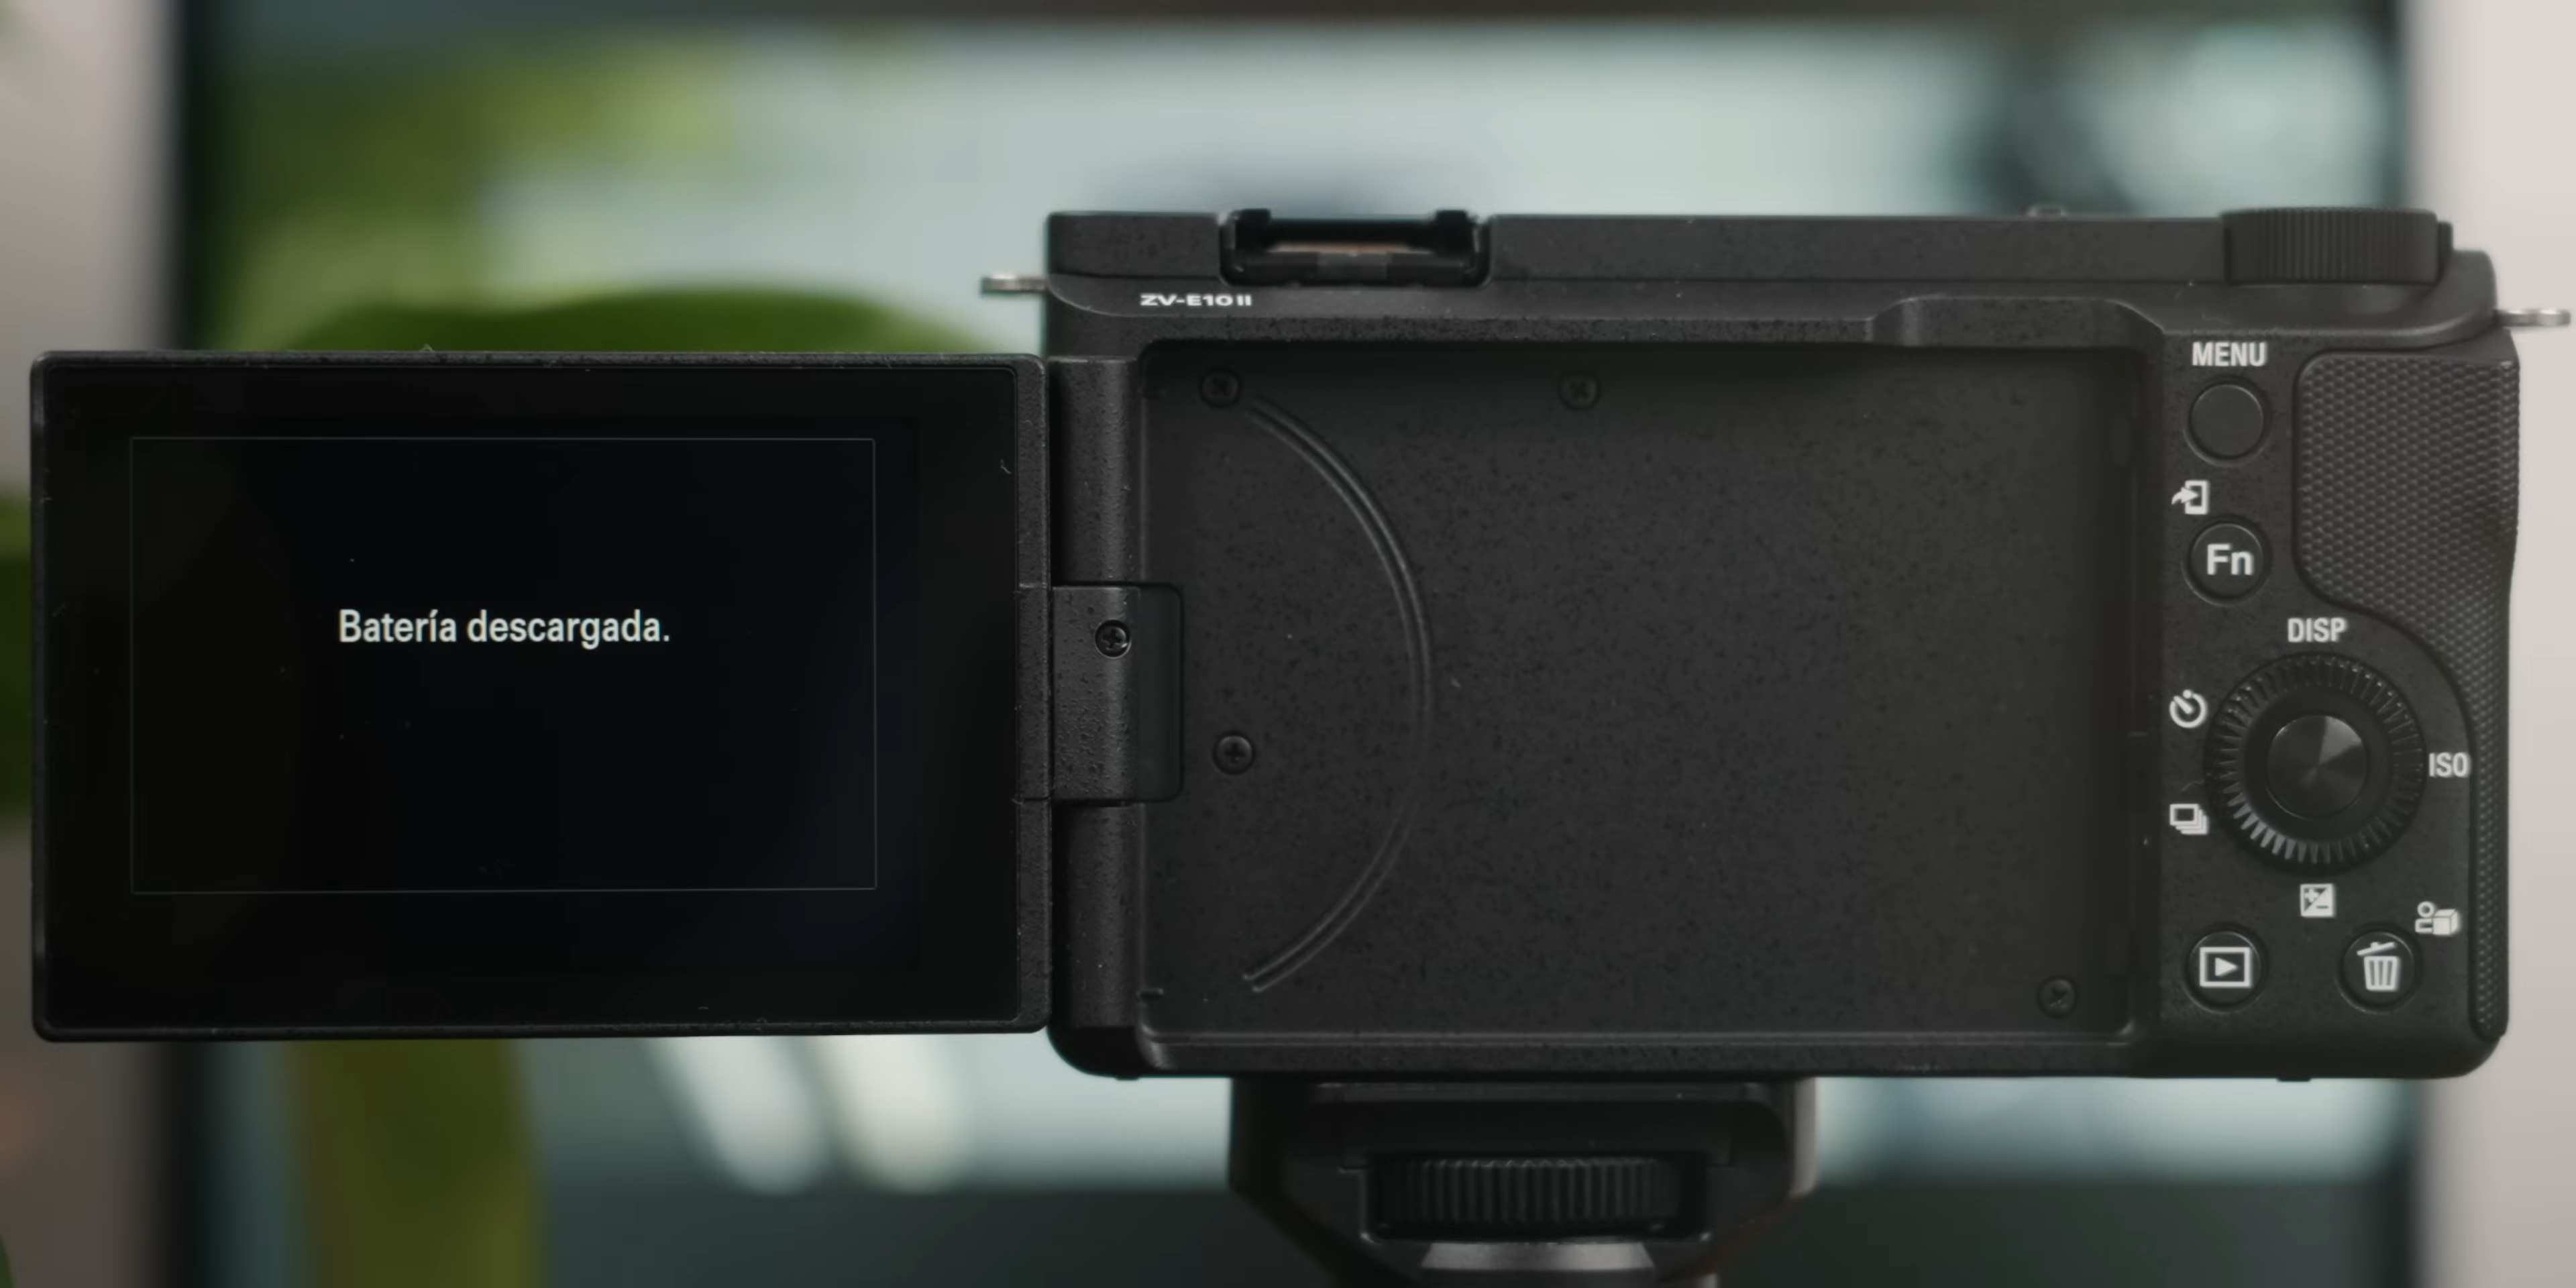 ZV-E10 II
MENU
Fn
DISP
Batería descargada.
ISO